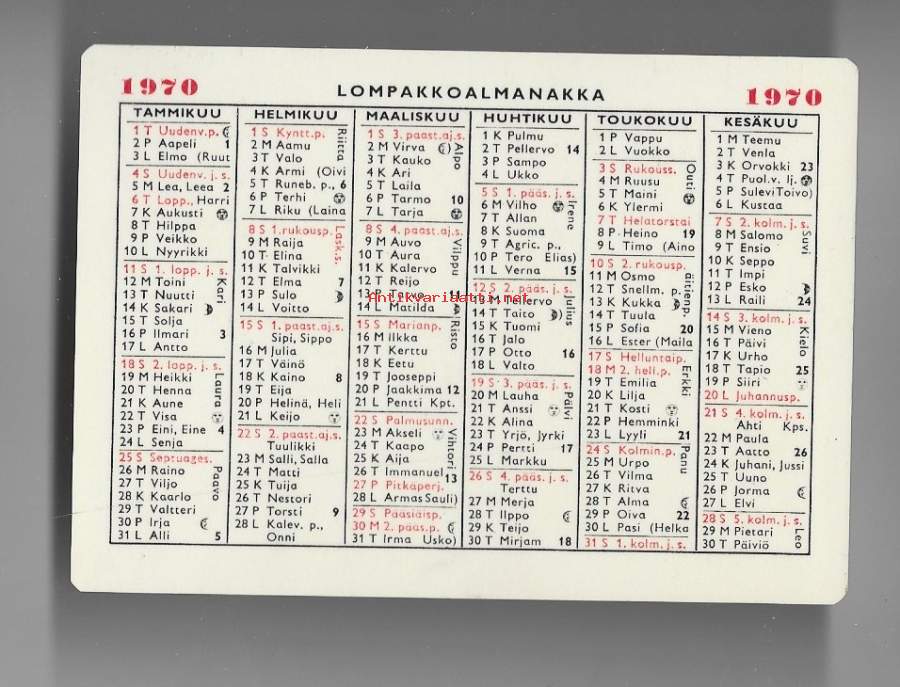 1970 LOMPAKKOALMANAKKA 1970
TAMMIKUU
1 T Uudenv.p.
2 P Aapeli 1
3 L Elmo (Ruut
4 S Uudenv. j. s.
5 M Lea, Leea 2
6 T Lopp., Harri
7 K Aukusti
8 T Hilppa
9 P Veikko
10 L Nyyrikki
11 S 1. lopp. j. s.
Kari
12 M Toini
13 T Nuutti
14 K Sakari
15 T Solja
16 P Ilmari 3
17 L Antto
18 S 2. lopp. j. s.
Laura
19 M Heikki
20 T Henna
21 K Aune
22 T Visa
23 P Eini, Eine 4
24 L Senja
25 S Septuages.
Paavo
26 M Raino
27 T Viljo
28 K Kaarlo
29 T Valtteri
30 P Irja
31 L Alli 5
HELMIKUU
1 S Kyntt.p.
Riitta
2 M Aamu
3 T Valo
4 K Armi (Oivi
5 T Runeb. p., 6
6 P Terhi
7 L Riku (Laina
8 S 1.rukousp.
Lask.s.
9 M Raija
10 T Elina
11 K Talvikki
12 T Elma 7
13 P Sulo
14 L Voitto
15 S 1. paast.aj.s.
Sipi, Sippo
16 M Julia
17 T Väinö
18 K Kaino 8
19 T Eija
20 P Helinä, Heli
21 L Keijo
22 S 2. paast.aj.s.
Tuulikki
23 M Salli, Salla
24 T Matti
25 K Tuija
26 T Nestori
27 P Torsti 9
28 L Kalev. p.,
Onni
MAALISKUU
1 S 3. paast.aj.s.
Alpo
2 M Virva
3 T Kauko
4 K Ari
5 T Laila
6 P Tarmo 10
7 L Tarja
8 S 4. paast.aj.s.
Vilppu
9 M Auvo
10 T Aura
11 K Kalervo
12 T Reijo
13 P Tarvo 11
14 L Matilda
15 S Marianp.
Risto
16 M Ilkka
17 T Kerttu
18 K Eetu
19 T Jooseppi
20 P Jaakkima 12
21 L Pentti Kpt.
22 S Palmusunn.
Vihtori
23 M Akseli
24 T Kaapo
25 K Aija
26 T Immanuel, 13
27 P Pitkäperj.
28 L Armas Sauli)
29 S Pääsiäisp.
30 M 2. pääs.p.
31 T Irma Usko)
HUHTIKUU
1 K Pulmu
2 T Pellervo 14
3 P Sampo
4 L Ukko
5 S 1. pääs. j. s.
Irene
6 M Vilho
7 T Allan
8 K Suoma
9 T Agric. p.,
10 P Tero Elias)
11 L Verna 15
12 S 2. pääs. j. s.
Julius
13 M Tellervo
14 T Taito
15 K Tuomi
16 T Jalo
17 P Otto 16
18 L Valto
19 S 3. pääs. j. s.
Päivi
20 M Lauha
21 T Anssi
22 K Alina
23 T Yrjö, Jyrki
24 P Pertti 17
25 L Markku
26 S 4. pääs. j. s.
Terttu
27 M Merja
28 T Ilppo
29 K Teijo
30 T Mirjam 18
TOUKOKUU
1 P Vappu
2 L Vuokko
3 S Rukouss.
Outi
4 M Ruusu
5 T Maini
6 K Ylermi
7 T Helatorstai
8 P Heino 19
9 L Timo (Aino
10 S 2. rukousp.
äitienp.
11 M Osmo
12 T Snellm. p.
13 K Kukka
14 T Tuula
15 P Sofia 20
16 L Ester (Maila
17 S Helluntaip.
Erkki
18 M 2. hell.p.
19 T Emilia
20 K Lilja
21 T Kosti
22 P Hemminki
23 L Lyyli 21
24 S Kolmin.p.
Panu
25 M Urpo
26 T Vilma
27 K Ritva
28 T Alma
29 P Oiva 22
30 L Pasi (Helka
31 S 1. kolm. j. s.
KESÄKUU
1 M Teemu
2 T Venla
3 K Orvokki 23
4 T Puol.v. lj.
5 P Sulevi Toivo)
6 L Kustaa
7 S 2. kolm. j. s.
Suvi
8 M Salomo
9 T Ensio
10 K Seppo
11 T Impi
12 P Esko
13 L Raili 24
14 S 3. kolm. j. s.
Kielo
15 M Vieno
16 T Päivi
17 K Urho
18 T Tapio 25
19 P Siiri
20 L Juhannusp.
21 S 4. kolm. j. s.
Ahti Kps.
22 M Paula
23 T Aatto 26
24 K Juhani, Jussi
25 T Uuno
26 P Jorma
27 L Elvi
28 S 5. kolm. j. s.
Leo
29 M Pietari
30 T Päiviö
Antikvariaatti.net